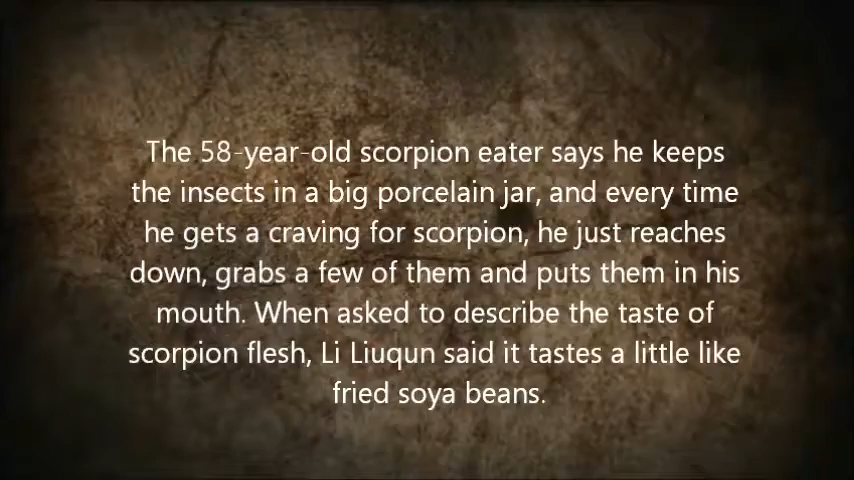 The 58-year-old scorpion eater says he keeps
the insects in a big porcelain jar, and every time
he gets a craving for scorpion, he just reaches
down, grabs a few of them and puts them in his
mouth. When asked to describe the taste of
scorpion flesh, Li Liuqun said it tastes a little like
fried soya beans.